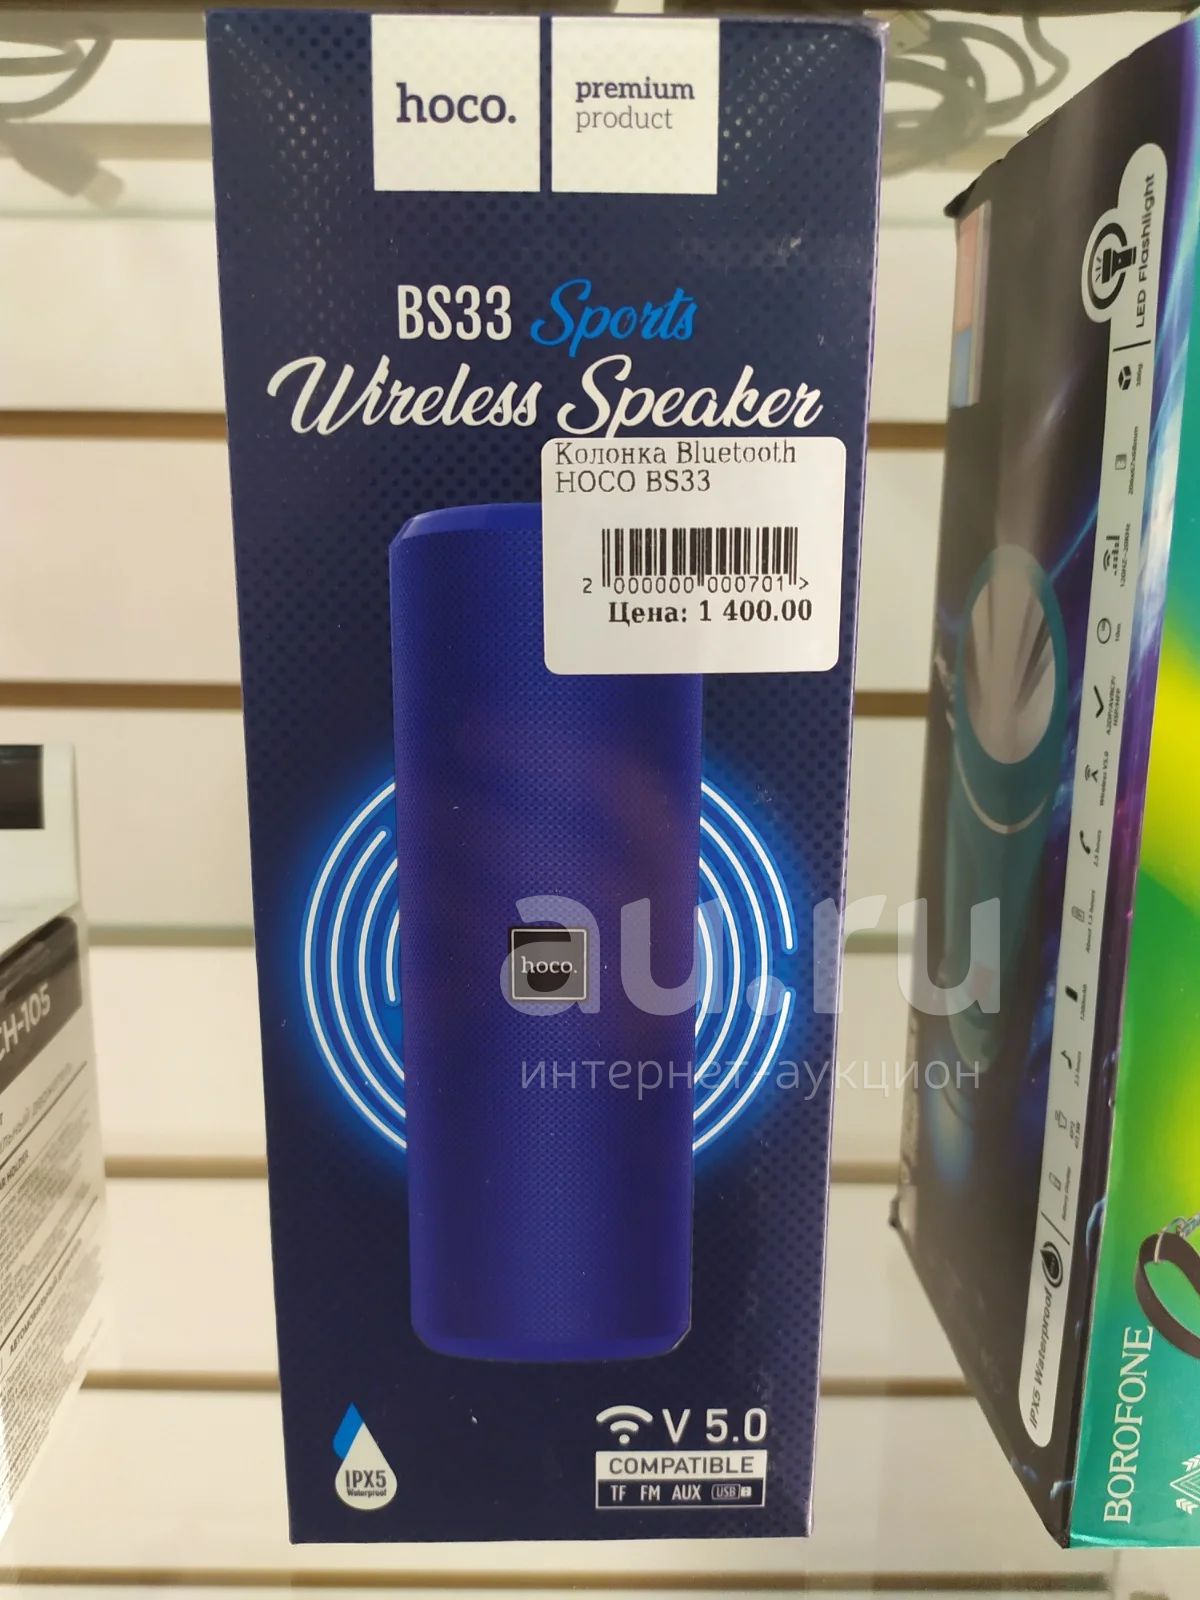 hoco.
premium
product
BS33 Sports
Wireless Speaker
Колонка Bluetooth
HOCO BS33
2 000000 000701 >
Цена: 1 400.00
hoco.
au.ru
интернет-аукцион
IPX5
Waterproof
V 5.0
COMPATIBLE
TF FM AUX USB
LED Flashlight
IPX5 Waterproof
BOROFONE
CH-105